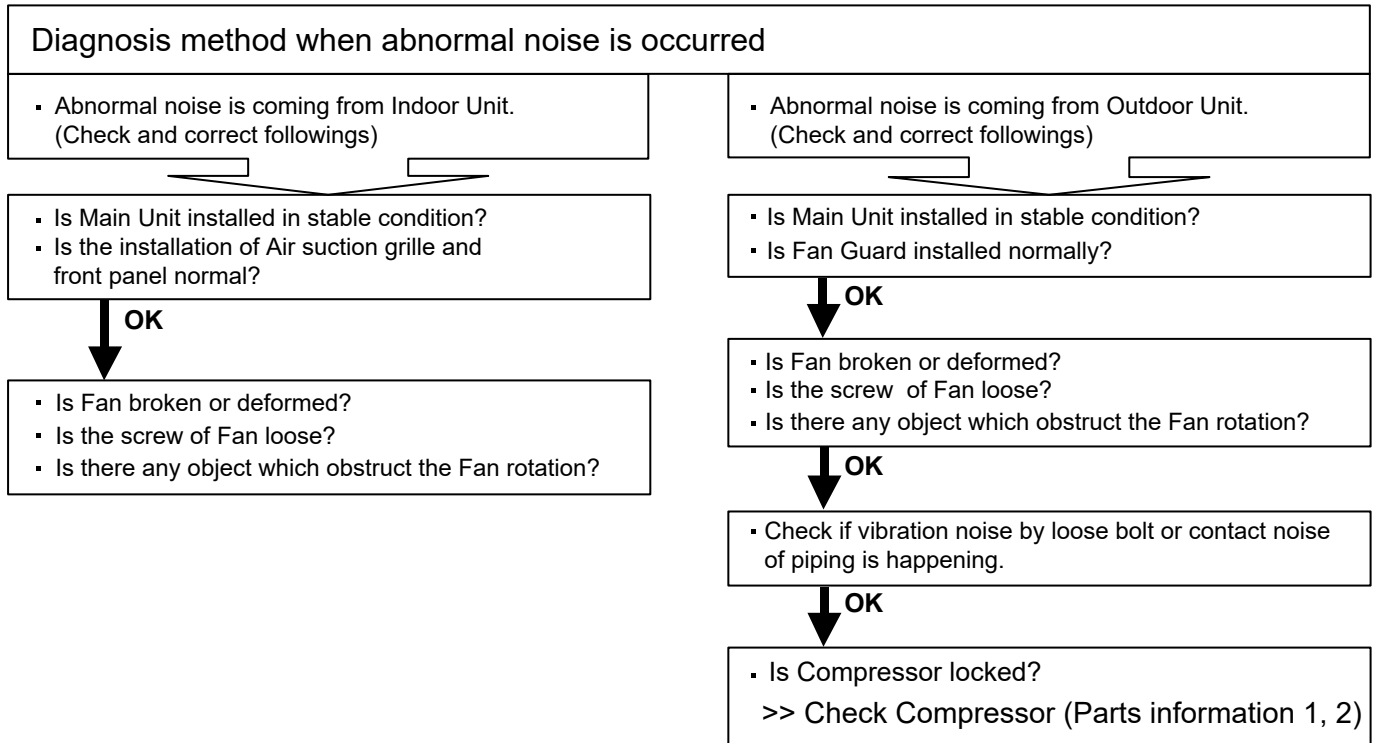 Diagnosis method when abnormal noise is occurred
▪ Abnormal noise is coming from Indoor Unit.
(Check and correct followings)
▪ Is Main Unit installed in stable condition?
▪ Is the installation of Air suction grille and
front panel normal?
OK
▪ Is Fan broken or deformed?
▪ Is the screw of Fan loose?
▪ Is there any object which obstruct the Fan rotation?
▪ Abnormal noise is coming from Outdoor Unit.
(Check and correct followings)
▪ Is Main Unit installed in stable condition?
▪ Is Fan Guard installed normally?
OK
▪ Is Fan broken or deformed?
▪ Is the screw of Fan loose?
▪ Is there any object which obstruct the Fan rotation?
OK
▪ Check if vibration noise by loose bolt or contact noise
of piping is happening.
OK
▪ Is Compressor locked?
>> Check Compressor (Parts information 1, 2)